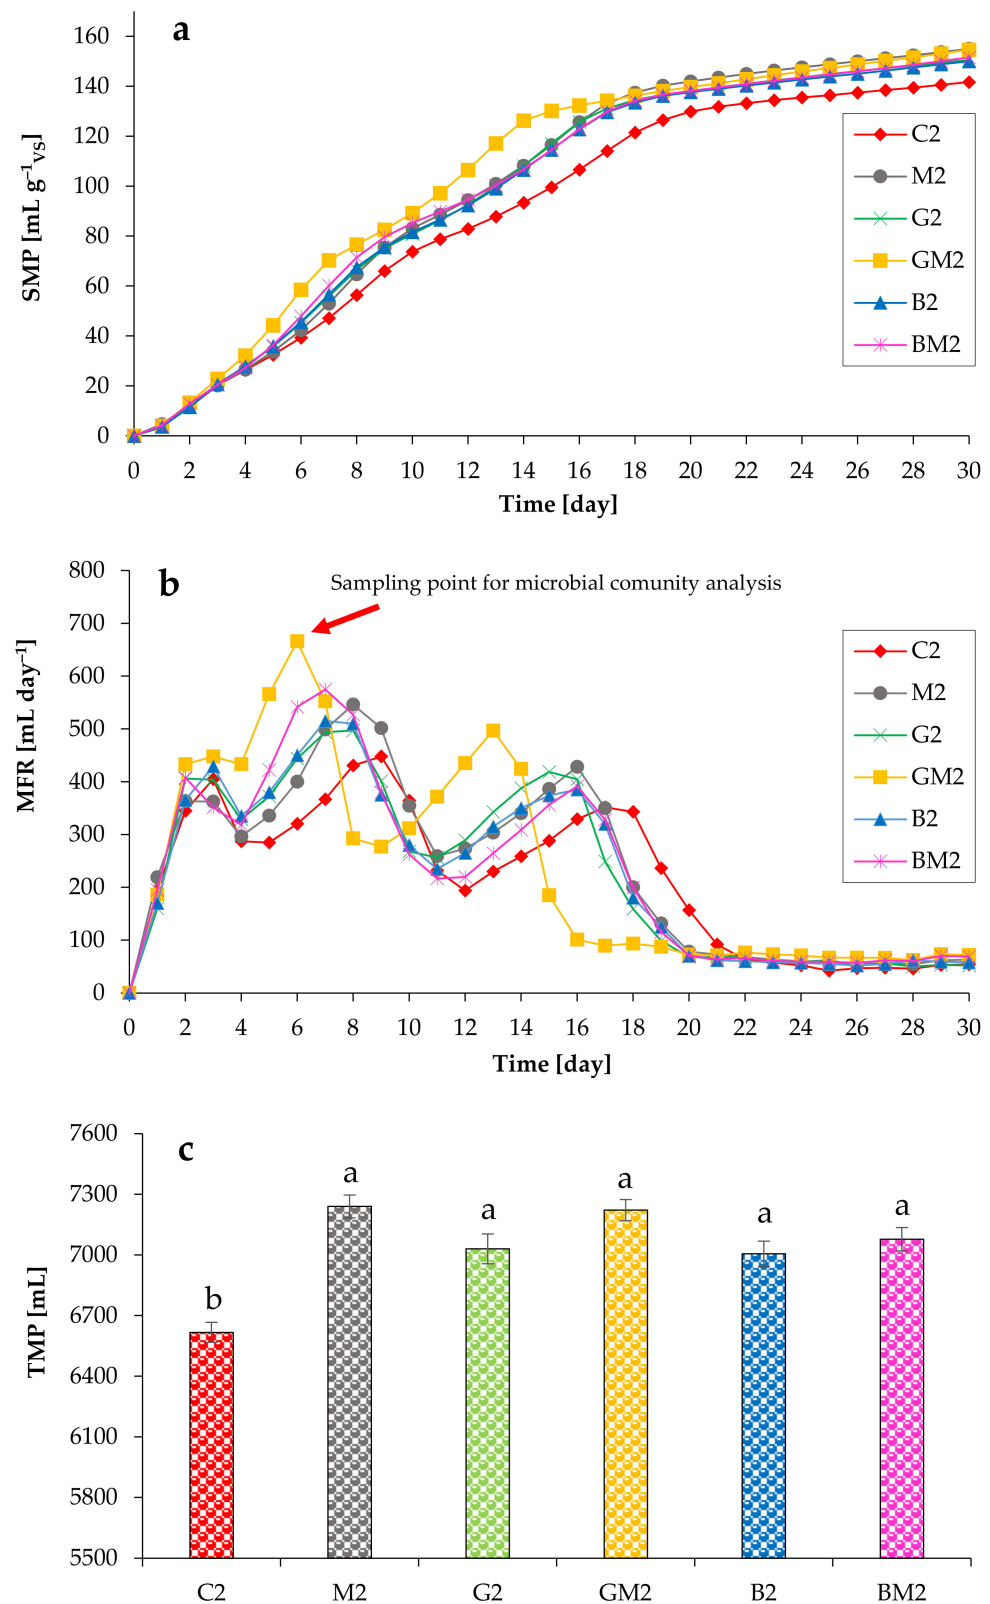 a
SMP [mL g⁻¹VS]
160
140
120
100
80
60
40
20
0
0 2 4 6 8 10 12 14 16 18 20 22 24 26 28 30
Time [day]
C2
M2
G2
GM2
B2
BM2
b
Sampling point for microbial comunity analysis
MFR [mL day⁻¹]
800
700
600
500
400
300
200
100
0
0 2 4 6 8 10 12 14 16 18 20 22 24 26 28 30
Time [day]
C2
M2
G2
GM2
B2
BM2
c
TMP [mL]
7600
7300
7000
6700
6400
6100
5800
5500
b a a a a a
C2 M2 G2 GM2 B2 BM2